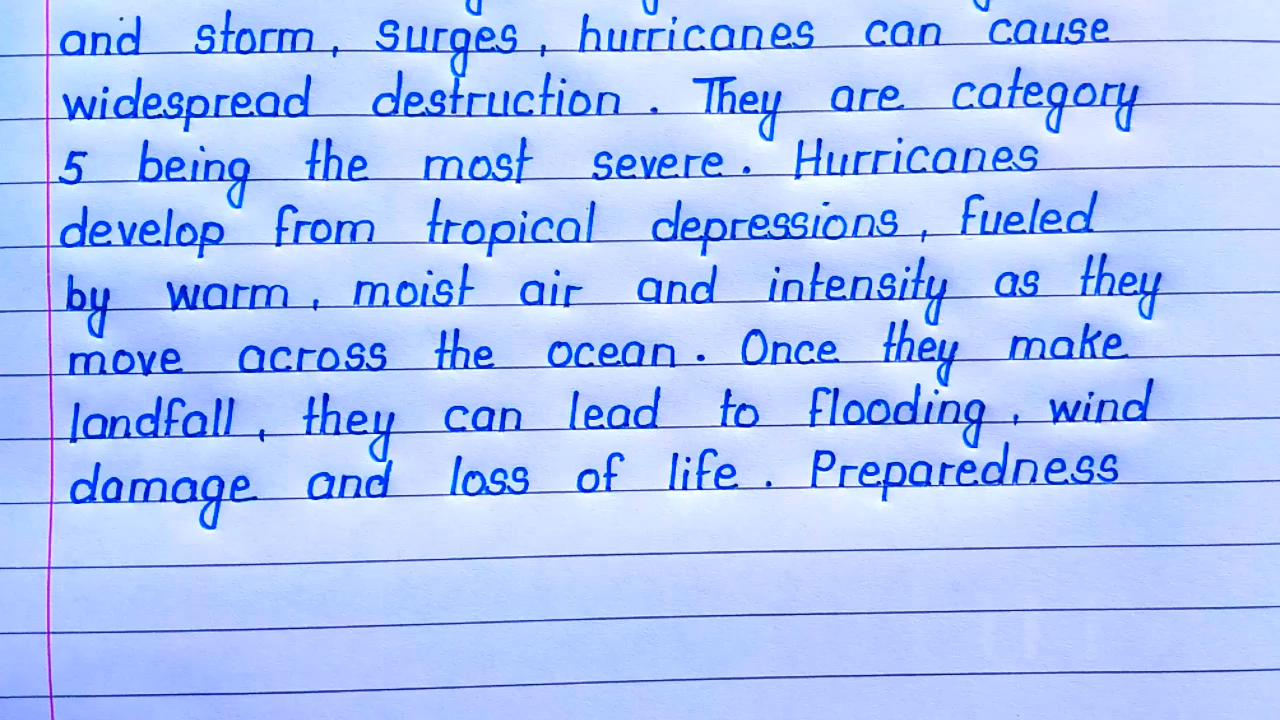 and storm, surges, hurricanes can cause
widespread destruction. They are category
5 being the most severe. Hurricanes
develop from tropical depressions, fueled
by warm, moist air and intensity as they
move across the ocean. Once they make
landfall, they can lead to flooding, wind
damage and loss of life. Preparedness